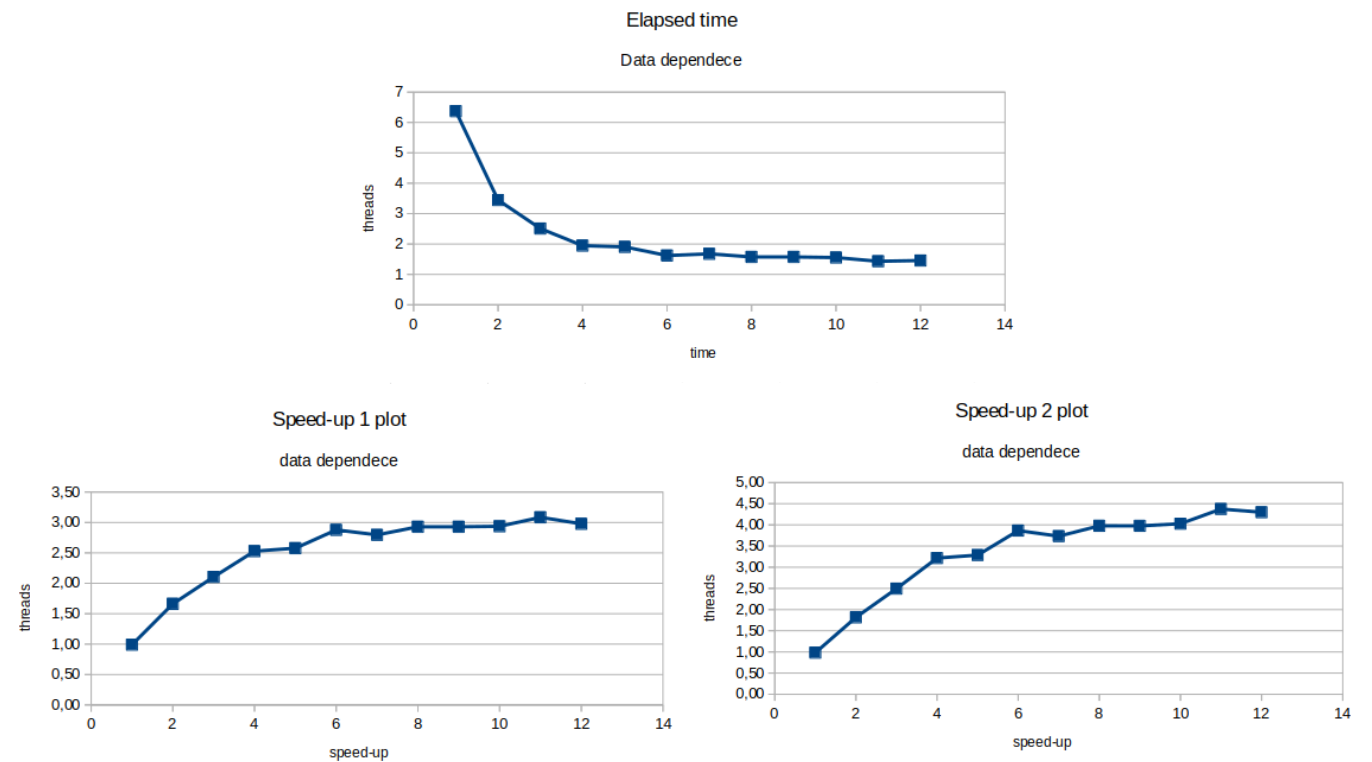 Elapsed time
Data dependece
7
6
5
4
3
2
1
0
threads
0 2 4 6 8 10 12 14
time
Speed-up 1 plot
data dependece
3,50
3,00
2,50
2,00
1,50
1,00
0,50
0,00
threads
0 2 4 6 8 10 12 14
speed-up
Speed-up 2 plot
data dependece
5,00
4,50
4,00
3,50
3,00
2,50
2,00
1,50
1,00
0,50
0,00
threads
0 2 4 6 8 10 12 14
speed-up